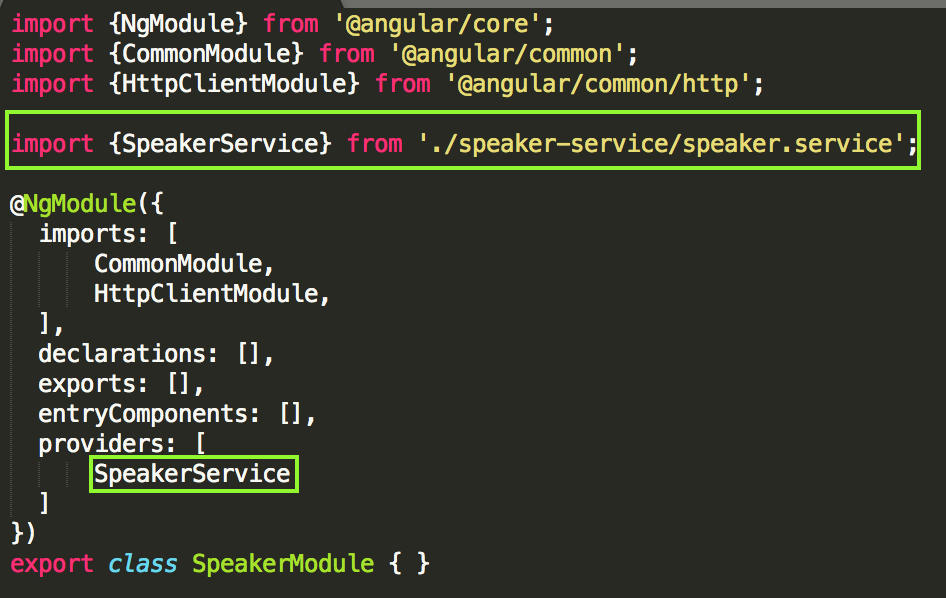 import {NgModule} from '@angular/core';
import {CommonModule} from '@angular/common';
import {HttpClientModule} from '@angular/common/http';
import {SpeakerService} from './speaker-service/speaker.service';
@NgModule({
imports: [
CommonModule,
HttpClientModule,
],
declarations: [],
exports: [],
entryComponents: [],
providers: [
SpeakerService
]
})
export class SpeakerModule { }